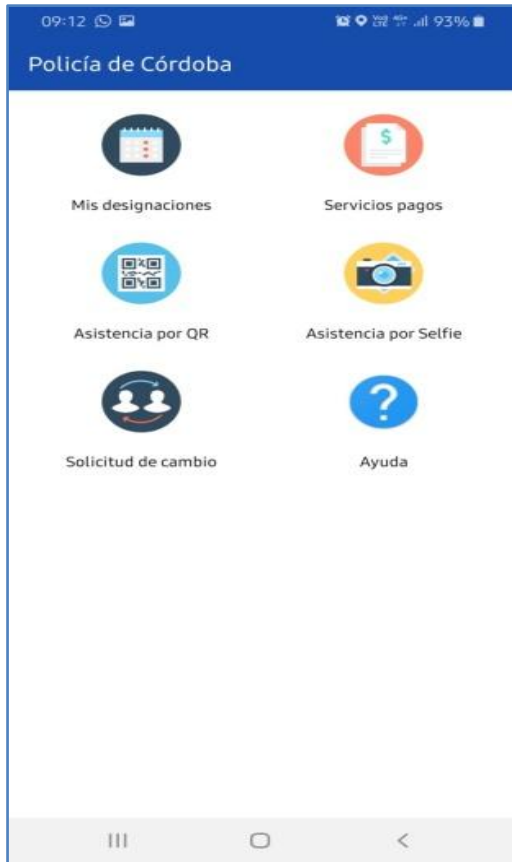 09:12 93%
Policía de Córdoba
$
Mis designaciones Servicios pagos
Asistencia por QR Asistencia por Selfie
?
Solicitud de cambio Ayuda